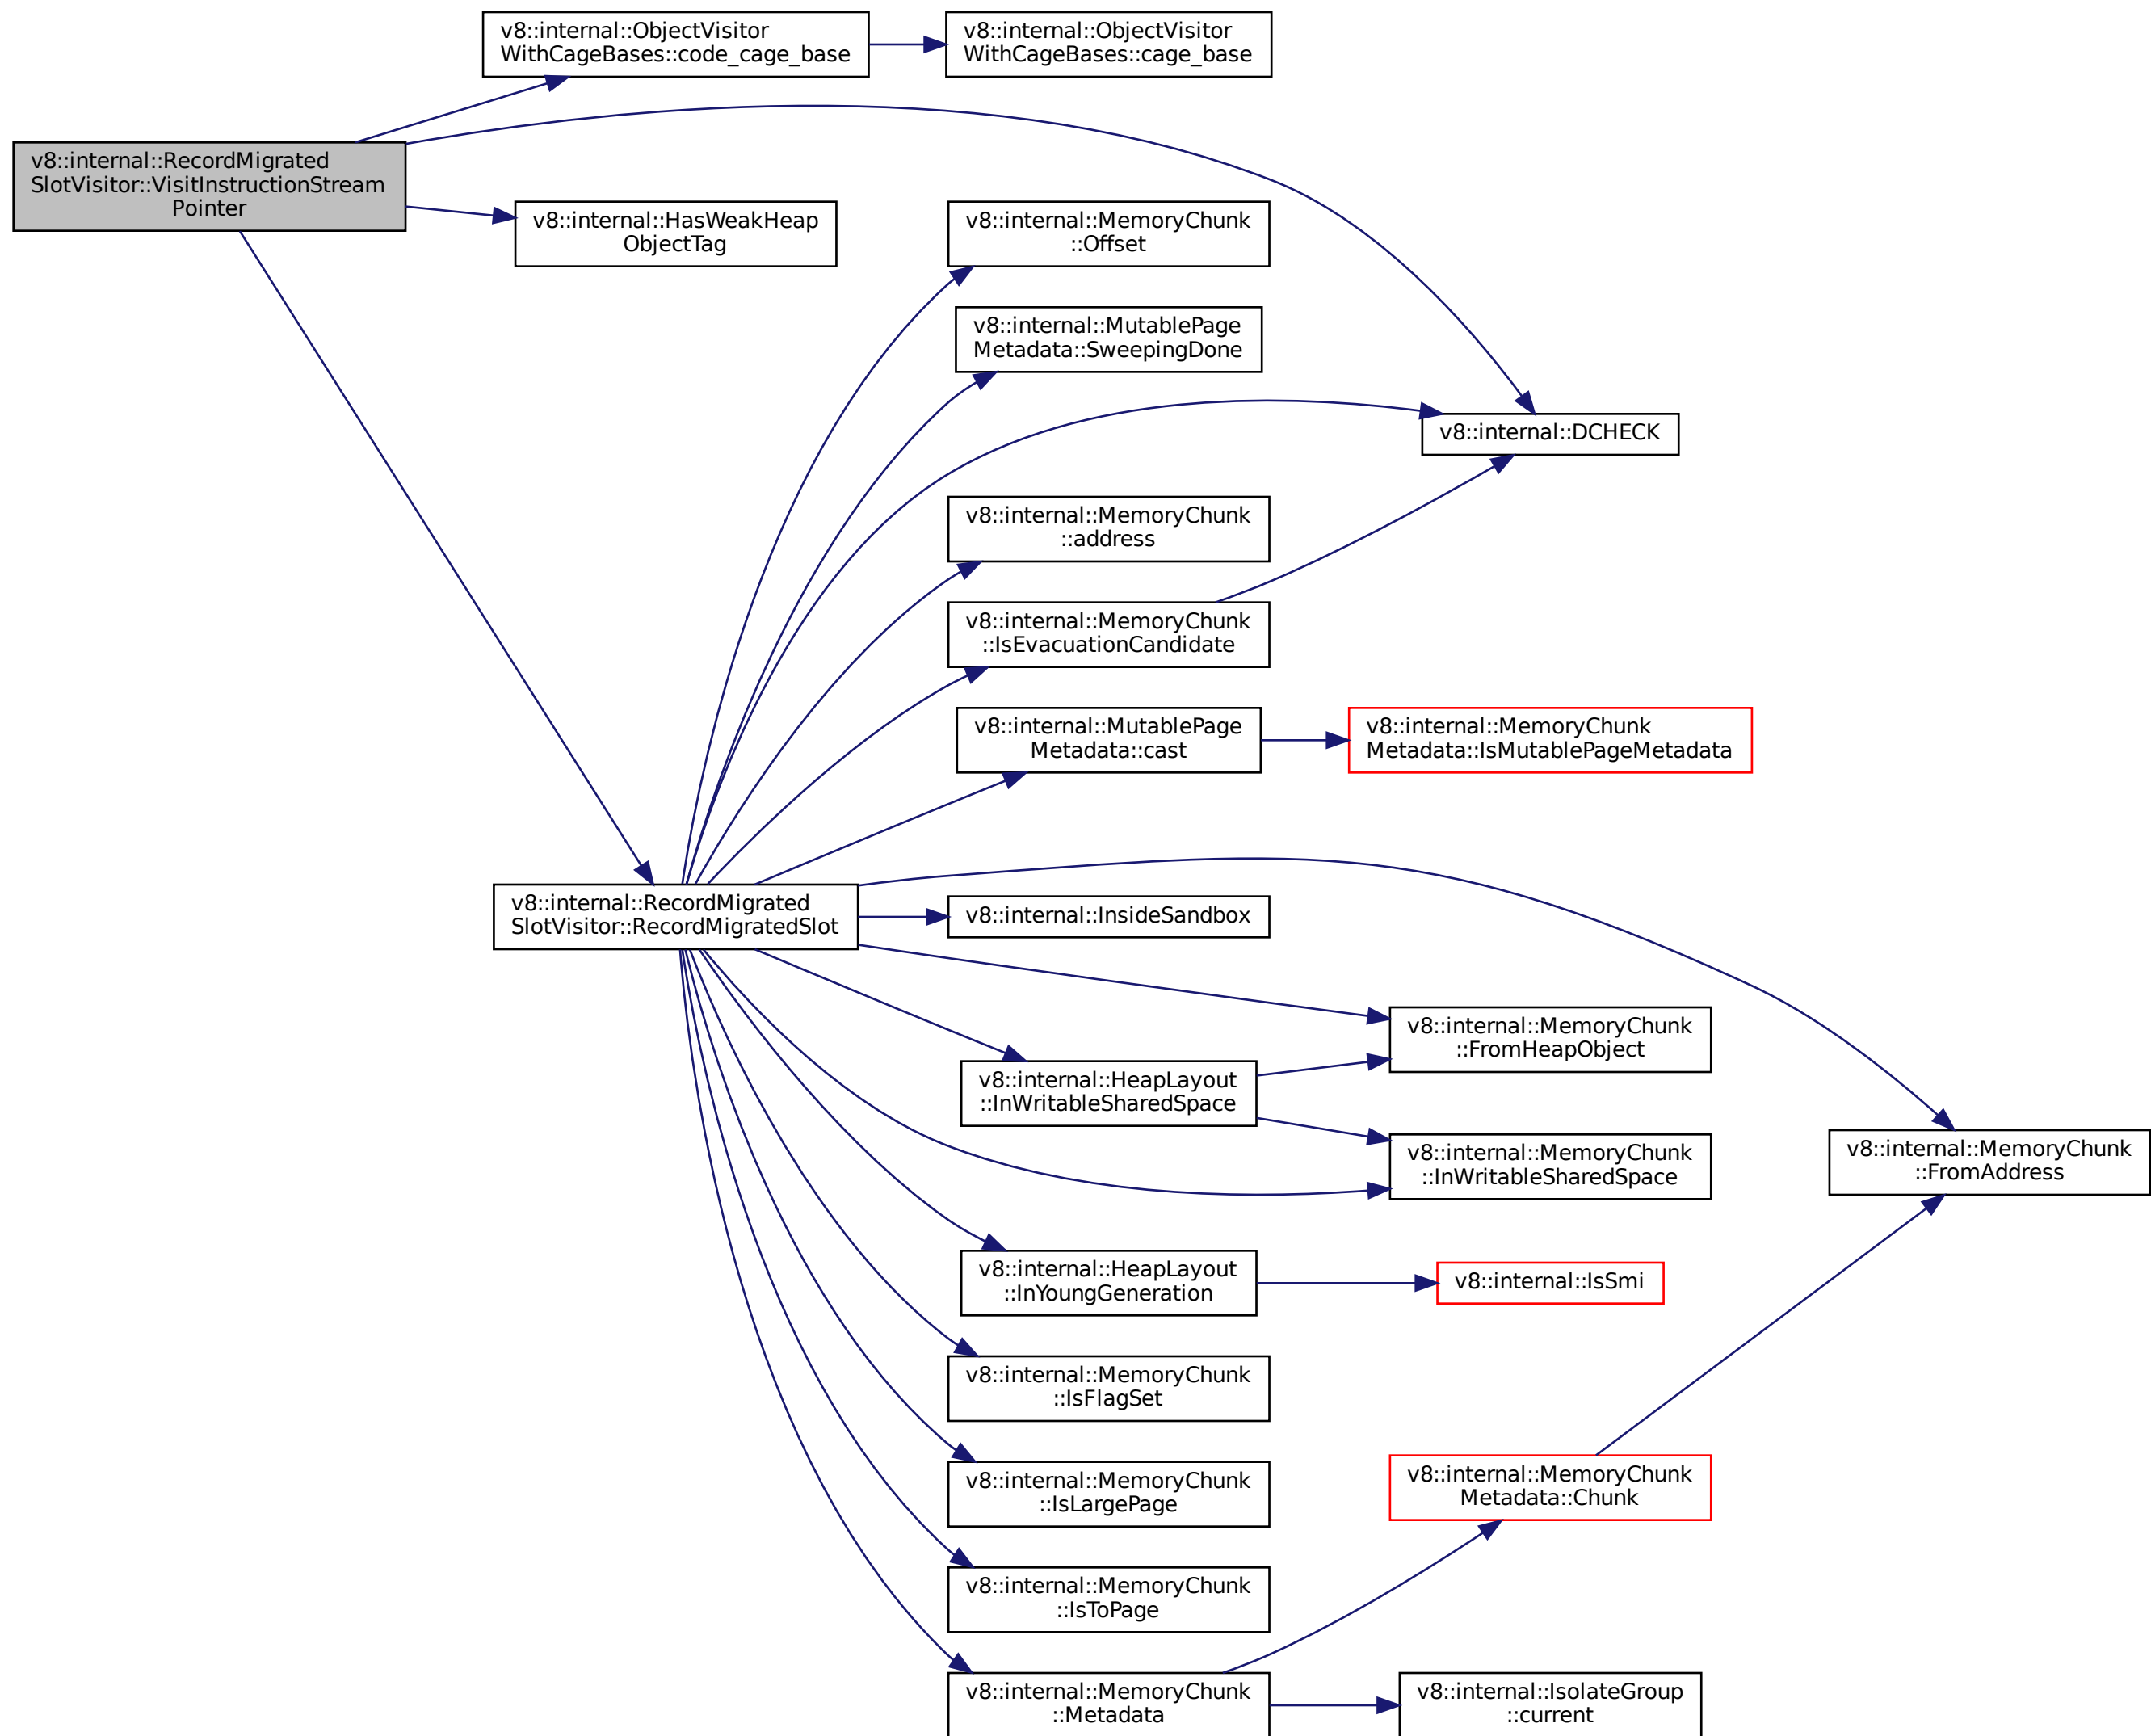 v8::internal::ObjectVisitor
WithCageBases::code_cage_base
v8::internal::ObjectVisitor
WithCageBases::cage_base
v8::internal::RecordMigrated
SlotVisitor::VisitInstructionStream
Pointer
v8::internal::HasWeakHeap
ObjectTag
v8::internal::MemoryChunk
::Offset
v8::internal::MutablePage
Metadata::SweepingDone
v8::internal::DCHECK
v8::internal::MemoryChunk
::address
v8::internal::MemoryChunk
::IsEvacuationCandidate
v8::internal::MutablePage
Metadata::cast
v8::internal::MemoryChunk
Metadata::IsMutablePageMetadata
v8::internal::RecordMigrated
SlotVisitor::RecordMigratedSlot
v8::internal::InsideSandbox
v8::internal::MemoryChunk
::FromHeapObject
v8::internal::HeapLayout
::InWritableSharedSpace
v8::internal::MemoryChunk
::InWritableSharedSpace
v8::internal::MemoryChunk
::FromAddress
v8::internal::HeapLayout
::InYoungGeneration
v8::internal::IsSmi
v8::internal::MemoryChunk
::IsFlagSet
v8::internal::MemoryChunk
::IsLargePage
v8::internal::MemoryChunk
Metadata::Chunk
v8::internal::MemoryChunk
::IsToPage
v8::internal::MemoryChunk
::Metadata
v8::internal::IsolateGroup
::current